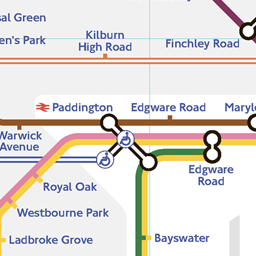 sal Green
en's Park
Kilburn
High Road
Finchley Road
Paddington
Edgware Road
Maryle
Warwick
Avenue
Edgware
Road
Royal Oak
Westbourne Park
Ladbroke Grove
Bayswater